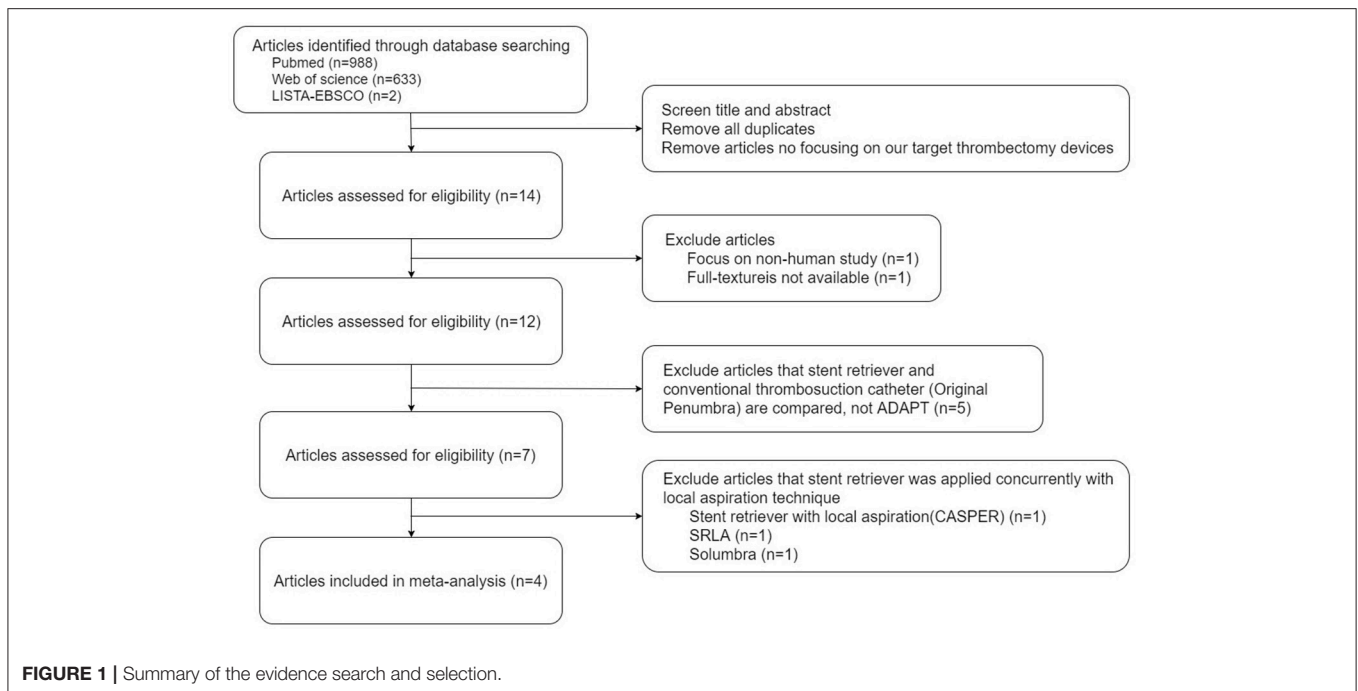 Articles identified through database searching
Pubmed (n=988)
Web of science (n=633)
LISTA-EBSCO (n=2)
Screen title and abstract
Remove all duplicates
Remove articles no focusing on our target thrombectomy devices
Articles assessed for eligibility (n=14)
Exclude articles
Focus on non-human study (n=1)
Full-textureis not available (n=1)
Articles assessed for eligibility (n=12)
Exclude articles that stent retriever and
conventional thrombosuction catheter (Original
Penumbra) are compared, not ADAPT (n=5)
Articles assessed for eligibility (n=7)
Exclude articles that stent retriever was applied concurrently with
local aspiration technique
Stent retriever with local aspiration(CASPER) (n=1)
SRLA (n=1)
Solumbra (n=1)
Articles included in meta-analysis (n=4)
FIGURE 1 | Summary of the evidence search and selection.